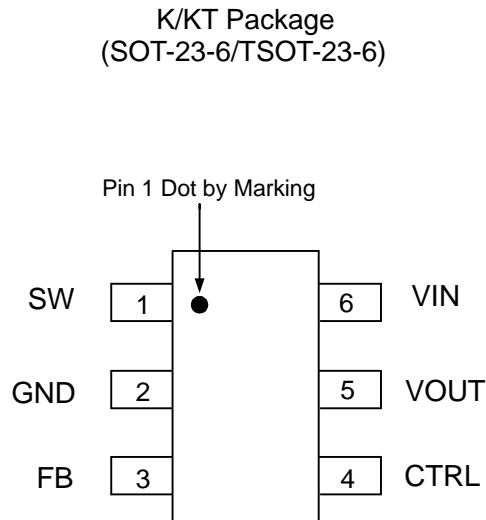 K/KT Package
(SOT-23-6/TSOT-23-6)
Pin 1 Dot by Marking
SW 1 6 VIN
GND 2 5 VOUT
FB 3 4 CTRL